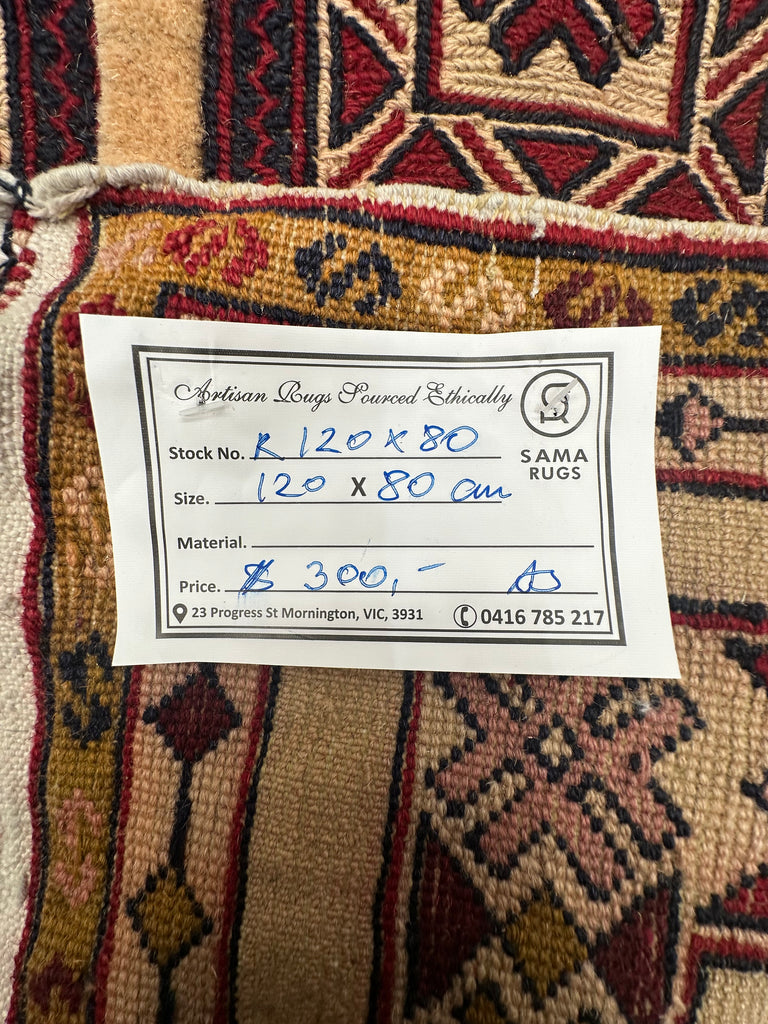 Artisan Rugs Sourced Ethically
SR
SAMA
RUGS
Stock No. R 120 x 80
Size. 120 X 80 cm
Material.
Price. $ 300,-
23 Progress St Mornington, VIC, 3931
0416 785 217